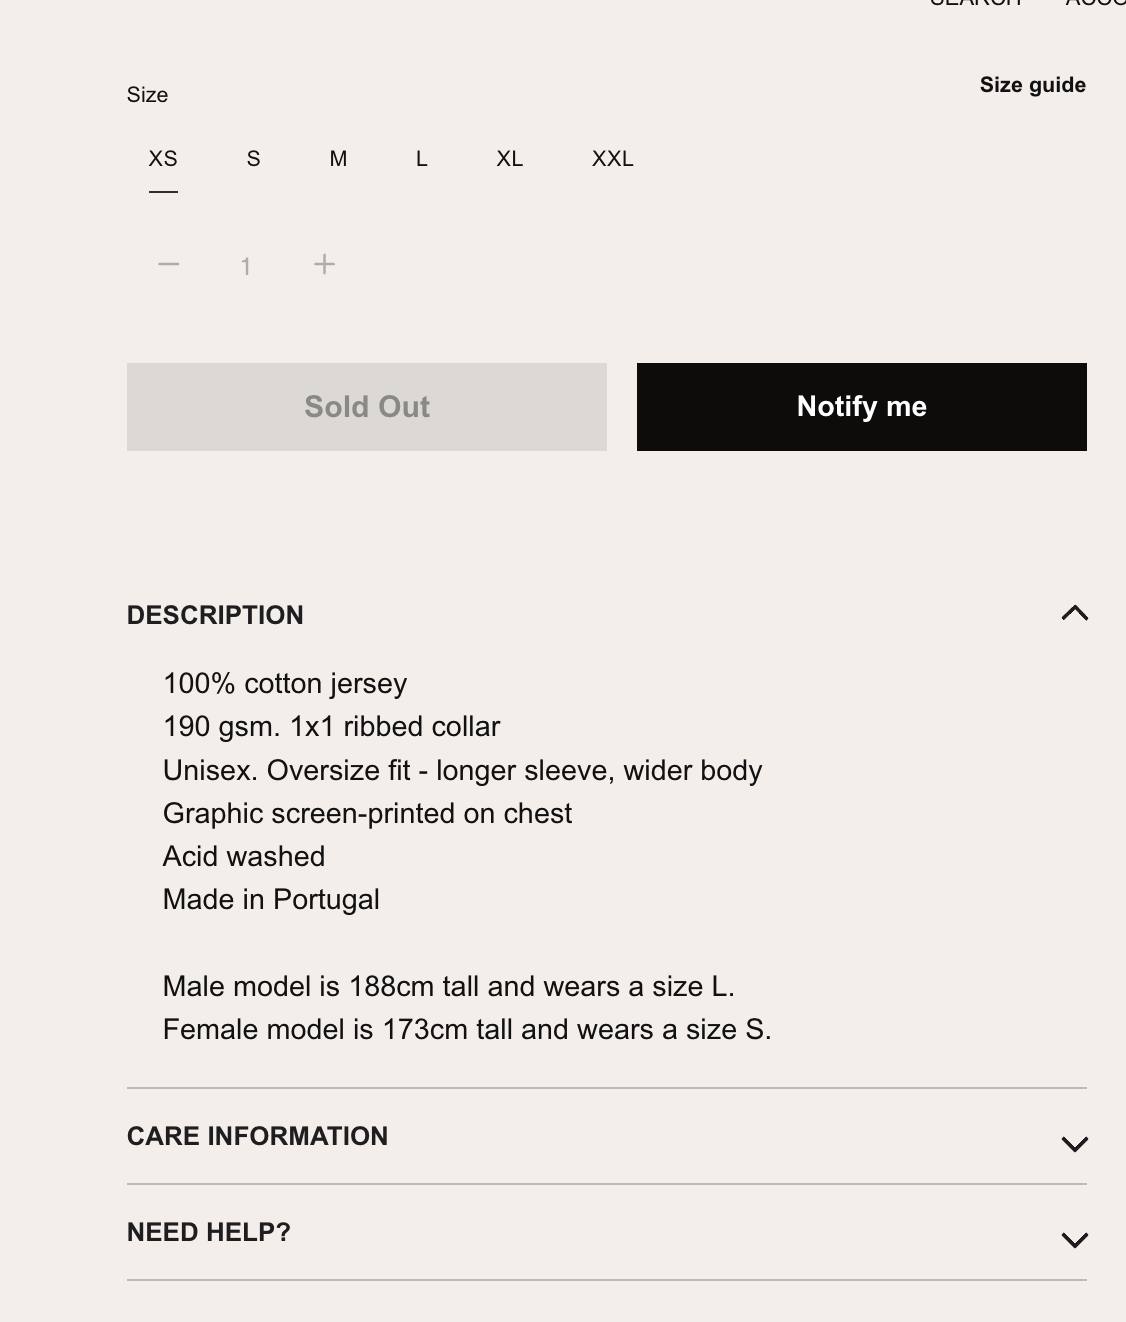 SEARCH ACCO
Size
Size guide
XS S M L XL XXL
1
Sold Out
Notify me
DESCRIPTION
100% cotton jersey
190 gsm. 1x1 ribbed collar
Unisex. Oversize fit - longer sleeve, wider body
Graphic screen-printed on chest
Acid washed
Made in Portugal
Male model is 188cm tall and wears a size L.
Female model is 173cm tall and wears a size S.
CARE INFORMATION
NEED HELP?